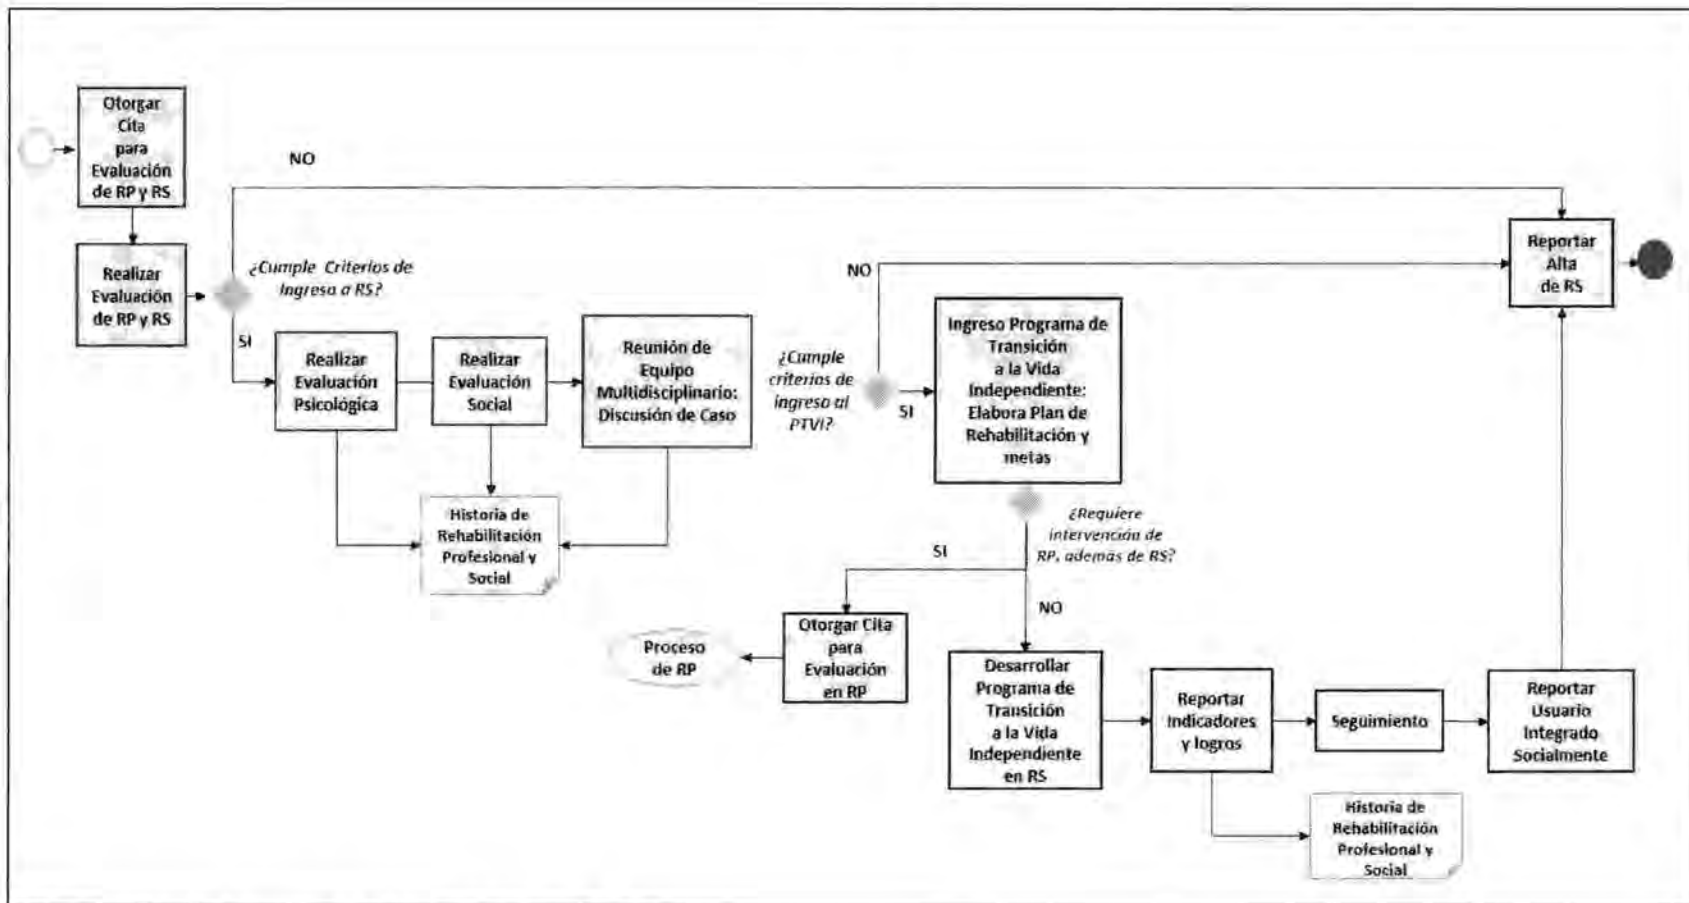 Otorgar
Cita
para
Evaluación
de RP y RS
Realizar
Evaluación
de RP y RS
NO
¿Cumple Criterios de
Ingreso a RS?
SI
Realizar
Evaluación
Psicológica
Realizar
Evaluación
Social
Reunión de
Equipo
Multidisciplinario:
Discusión de Caso
Historia de
Rehabilitación
Profesional y
Social
¿Cumple
criterios de
ingreso al
PTVI?
NO
SI
Ingreso Programa de
Transición
a la Vida
Independiente:
Elabora Plan de
Rehabilitación y
metas
Reportar
Alta
de RS
¿Requiere
intervención de
RP, además de RS?
SI
NO
Otorgar Cita
para
Evaluación
en RP
Proceso
de RP
Desarrollar
Programa de
Transición
a la Vida
Independiente
en RS
Reportar
Indicadores
y logros
Seguimiento
Reportar
Usuario
Integrado
Socialmente
Historia de
Rehabilitación
Profesional y
Social